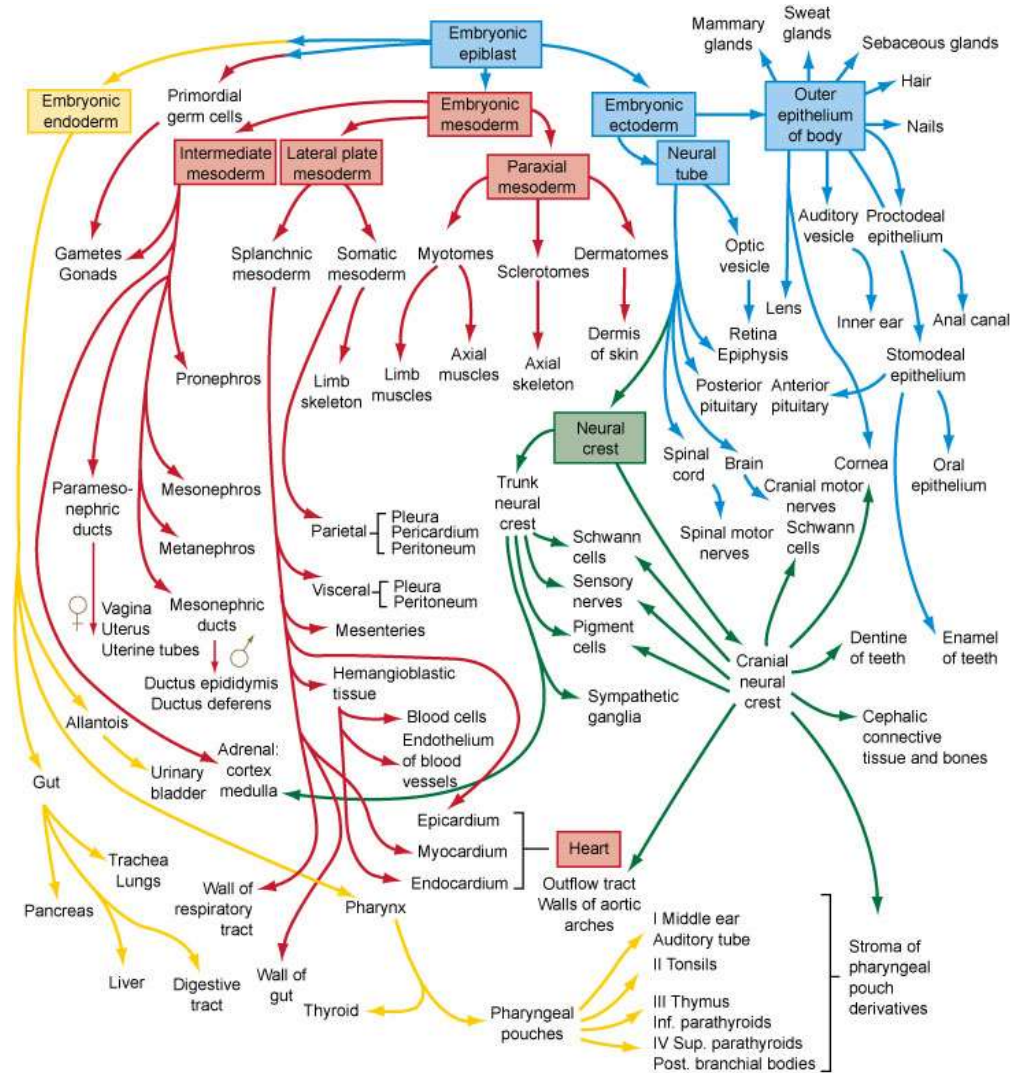 Embryonic
epiblast
Mammary
glands
Sweat
glands
Sebaceous glands
Hair
Nails
Embryonic
endoderm
Primordial
germ cells
Embryonic
mesoderm
Embryonic
ectoderm
Outer
epithelium
of body
Intermediate
mesoderm
Lateral plate
mesoderm
Paraxial
mesoderm
Neural
tube
Gametes
Gonads
Splanchnic
mesoderm
Somatic
mesoderm
Myotomes
Sclerotomes
Dermatomes
Optic
vesicle
Auditory
vesicle
Proctodeal
epithelium
Lens
Inner ear
Anal canal
Pronephros
Limb
skeleton
Limb
muscles
Axial
muscles
Axial
skeleton
Dermis
of skin
Retina
Epiphysis
Posterior
pituitary
Anterior
pituitary
Stomodeal
epithelium
Neural
crest
Spinal
cord
Brain
Cornea
Oral
epithelium
Cranial motor
nerves
Spinal motor
nerves
Schwann
cells
Parameso-
nephric
ducts
Mesonephros
Metanephros
Trunk
neural
crest
Parietal
Pleura
Pericardium
Peritoneum
Visceral
Pleura
Peritoneum
Schwann
cells
Sensory
nerves
Pigment
cells
♀
Vagina
Uterus
Uterine tubes
Mesonephric
ducts
♂
Ductus epididymis
Ductus deferens
Mesenteries
Hemangioblastic
tissue
Blood cells
Endothelium
of blood
vessels
Sympathetic
ganglia
Cranial
neural
crest
Dentine
of teeth
Enamel
of teeth
Cephalic
connective
tissue and bones
Allantois
Gut
Urinary
bladder
Adrenal:
cortex
medulla
Epicardium
Myocardium
Endocardium
Heart
Outflow tract
Walls of aortic
arches
Trachea
Lungs
Pancreas
Liver
Digestive
tract
Wall of
respiratory
tract
Wall of
gut
Pharynx
Thyroid
Pharyngeal
pouches
I Middle ear
Auditory tube
II Tonsils
III Thymus
Inf. parathyroids
IV Sup. parathyroids
Post. branchial bodies
Stroma of
pharyngeal
pouch
derivatives